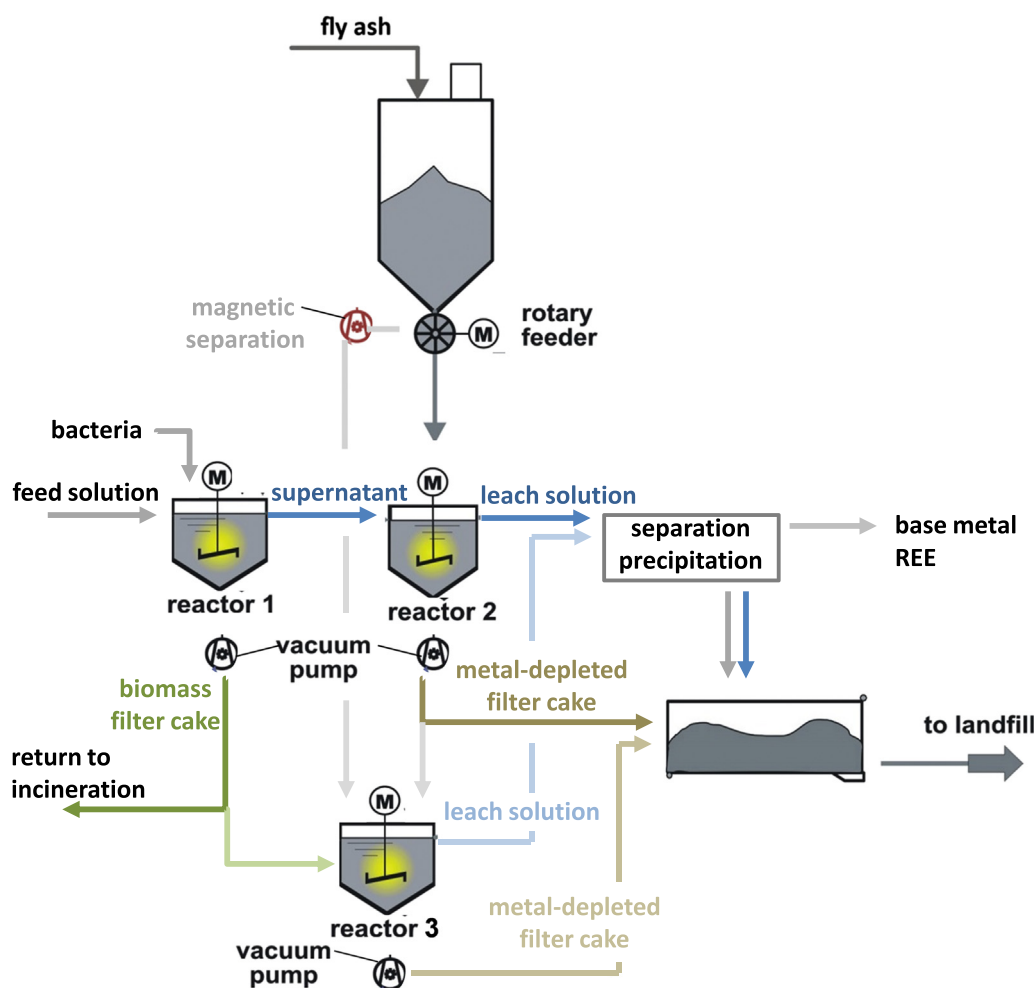 fly ash
magnetic
separation
rotary
feeder
M
bacteria
M
M
feed solution
supernatant
leach solution
separation
precipitation
base metal
REE
reactor 1
reactor 2
vacuum
pump
biomass
filter cake
metal-depleted
filter cake
to landfill
return to
incineration
M
leach solution
reactor 3
metal-depleted
filter cake
vacuum
pump